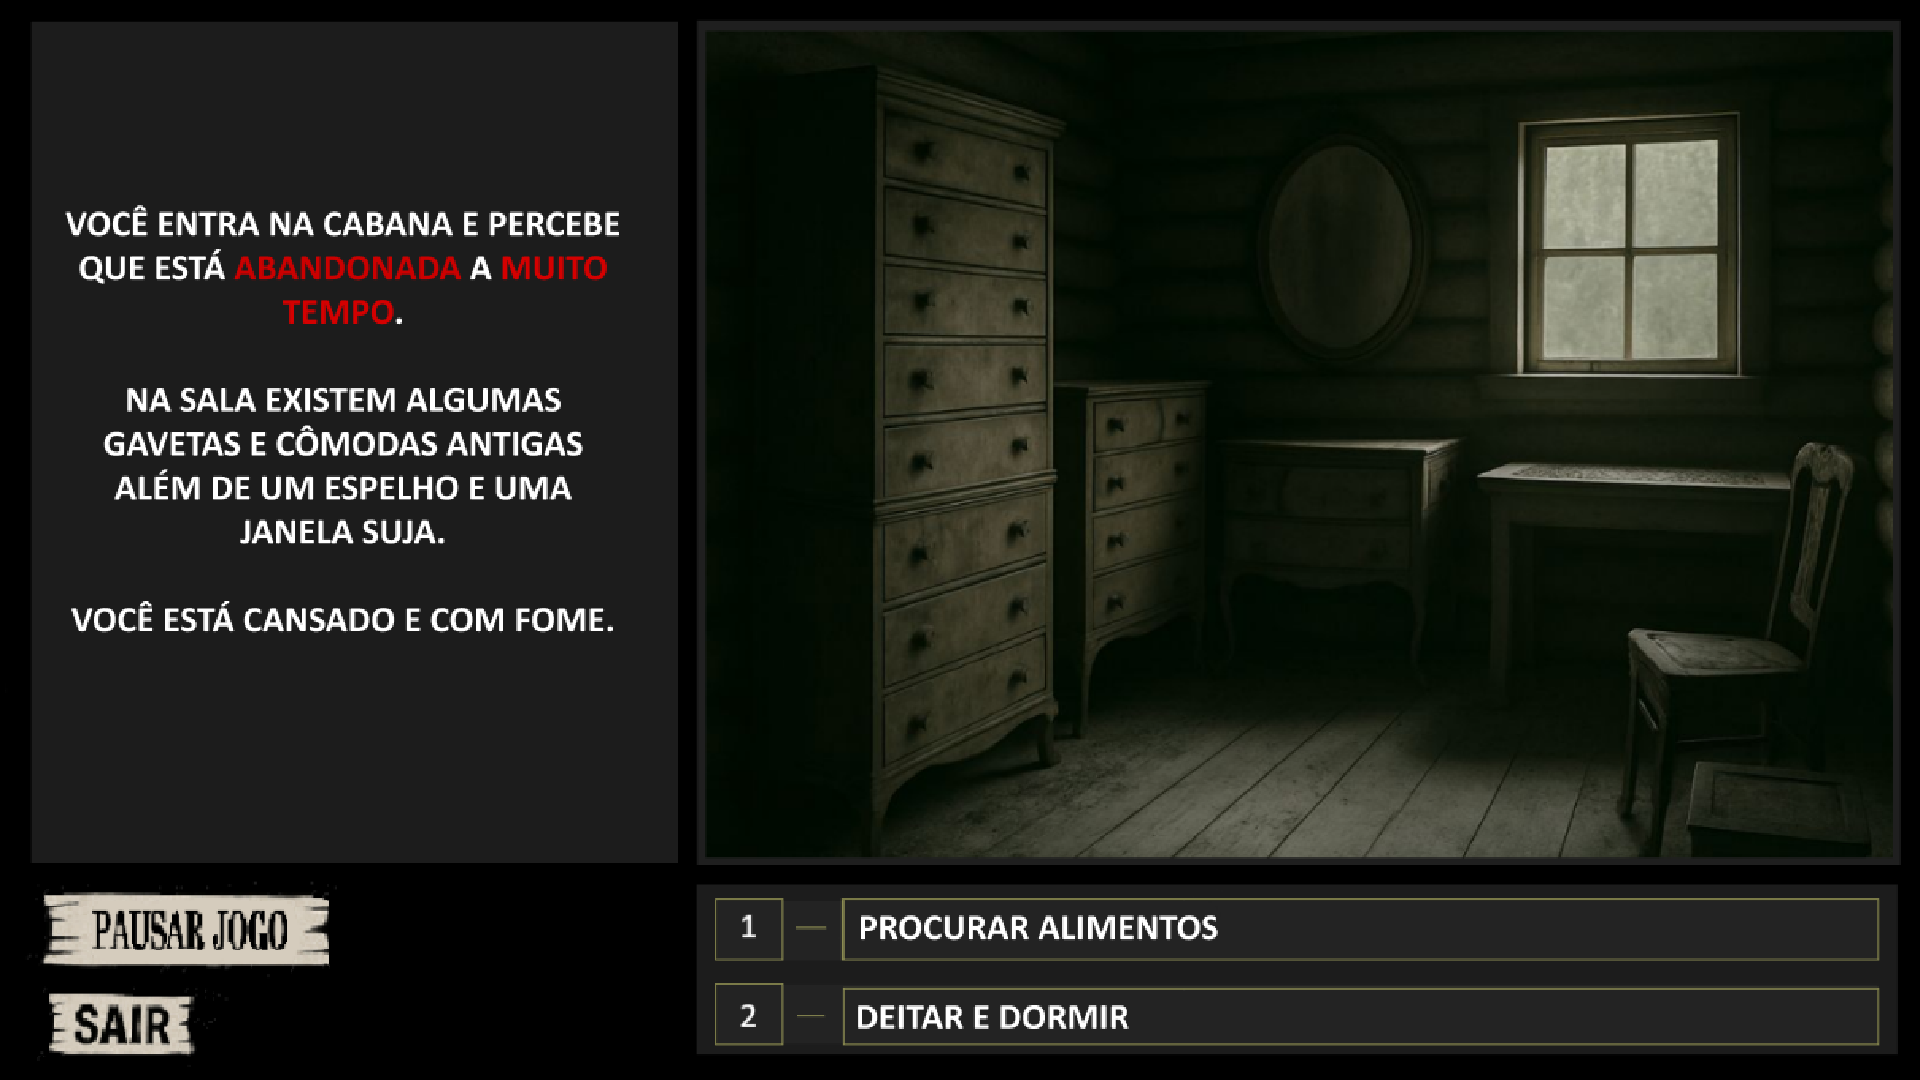 VOCÊ ENTRA NA CABANA E PERCEBE
QUE ESTÁ ABANDONADA A MUITO
TEMPO.
NA SALA EXISTEM ALGUMAS
GAVETAS E CÔMODAS ANTIGAS
ALÉM DE UM ESPELHO E UMA
JANELA SUJA.
VOCÊ ESTÁ CANSADO E COM FOME.
PAUSAR JOGO
SAIR
1 — PROCURAR ALIMENTOS
2 — DEITAR E DORMIR